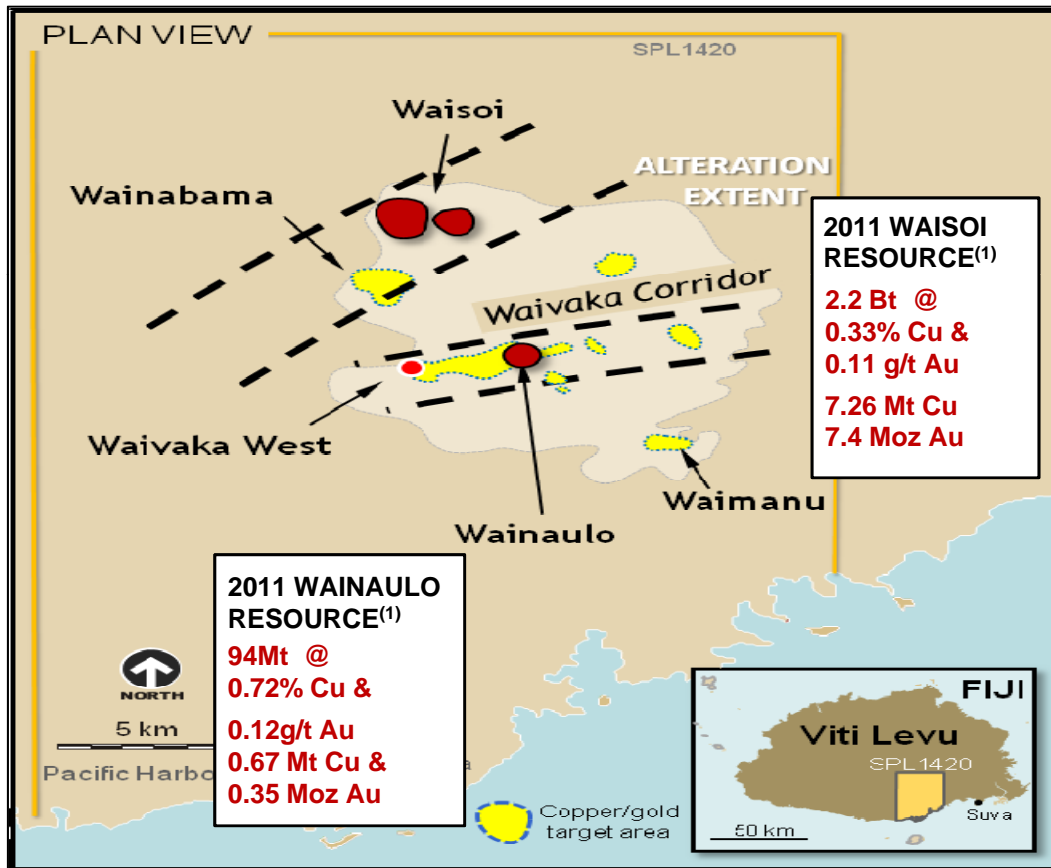 PLAN VIEW
SPL1420
Waisoi
Wainabama
ALTERATION
EXTENT
2011 WAISOI
RESOURCE(1)
2.2 Bt @
0.33% Cu &
0.11 g/t Au
7.26 Mt Cu
7.4 Moz Au
Waivaka Corridor
Waivaka West
Waimanu
Wainaulo
2011 WAINAULO
RESOURCE(1)
94Mt @
0.72% Cu &
0.12g/t Au
0.67 Mt Cu &
0.35 Moz Au
NORTH
5 km
Pacific
Copper/gold
target area
FIJI
Viti Levu
SPL1420
Suva